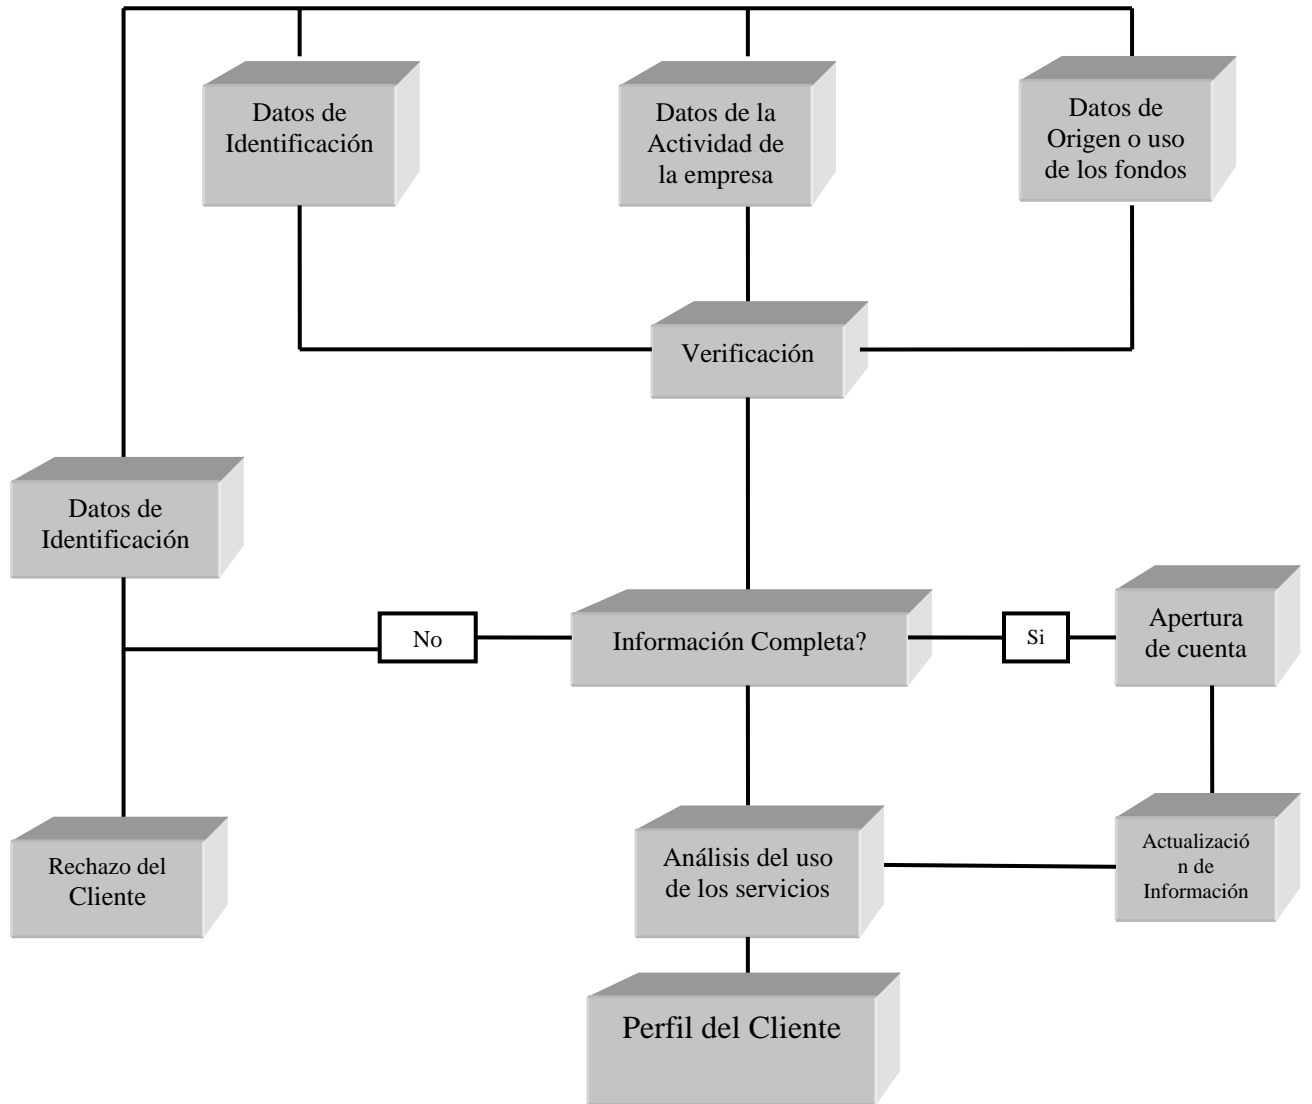 Datos de
Identificación
Datos de la
Actividad de
la empresa
Datos de
Origen o uso
de los fondos
Verificación
Datos de
Identificación
No
Información Completa?
Si
Apertura
de cuenta
Rechazo del
Cliente
Análisis del uso
de los servicios
Actualizació
n de
Información
Perfil del Cliente